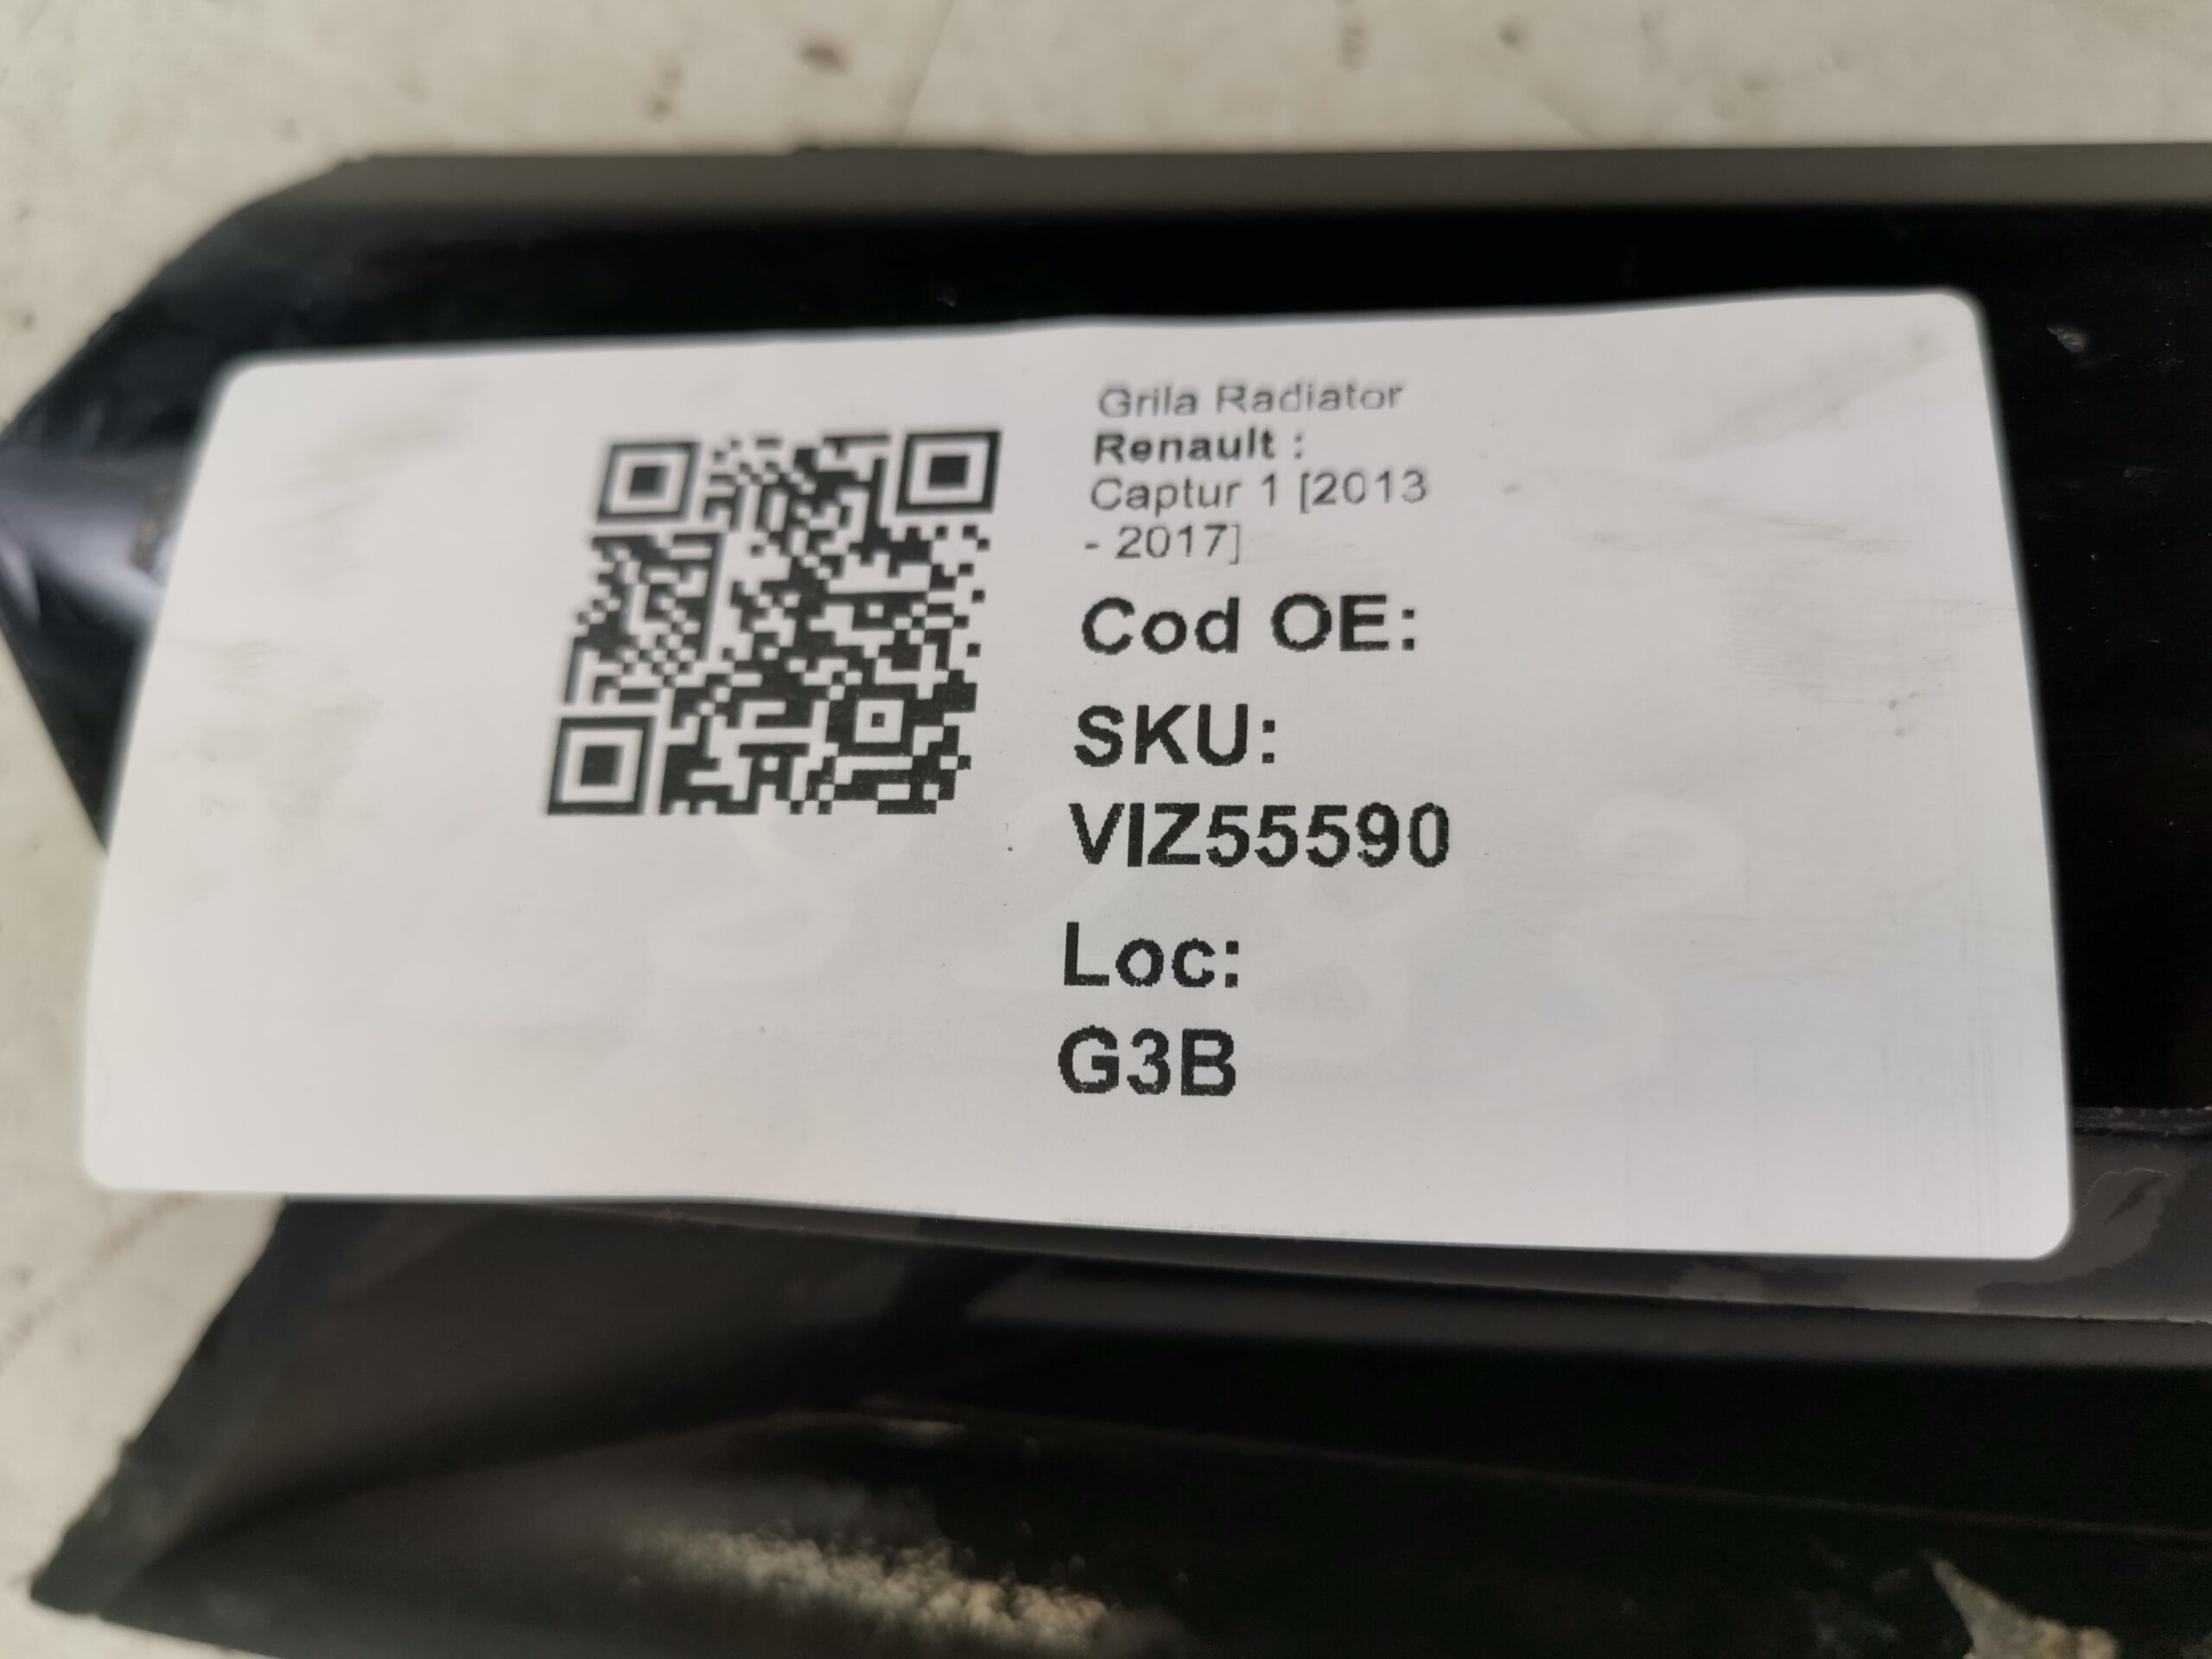 Grila Radiator
Renault :
Captur 1 [2013
- 2017]
Cod OE:
SKU:
VIZ55590
Loc:
G3B